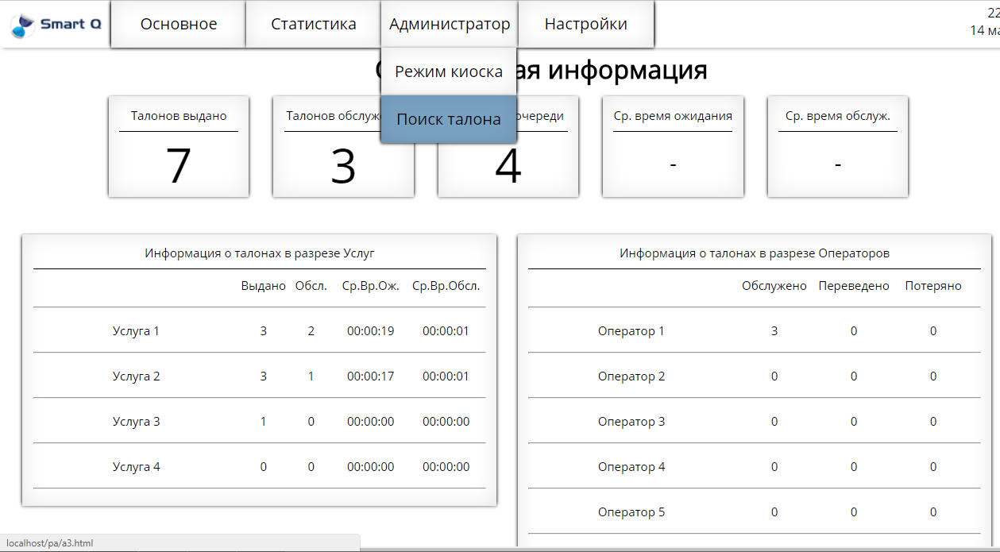 Smart Q
Основное
Статистика
Администратор
Настройки
22
14 ма
Режим киоска
Поиск талона
ая информация
Талонов выдано
7
Талонов обслуж
3
очереди
4
Ср. время ожидания
-
Ср. время обслуж.
-
Информация о талонах в разрезе Услуг
Выдано Обсл. Ср.Вр.Ож. Ср.Вр.Обсл.
Услуга 1 3 2 00:00:19 00:00:01
Услуга 2 3 1 00:00:17 00:00:01
Услуга 3 1 0 00:00:00 00:00:00
Услуга 4 0 0 00:00:00 00:00:00
Информация о талонах в разрезе Операторов
Обслужено Переведено Потеряно
Оператор 1 3 0 0
Оператор 2 0 0 0
Оператор 3 0 0 0
Оператор 4 0 0 0
Оператор 5 0 0 0
localhost/pa/a3.html